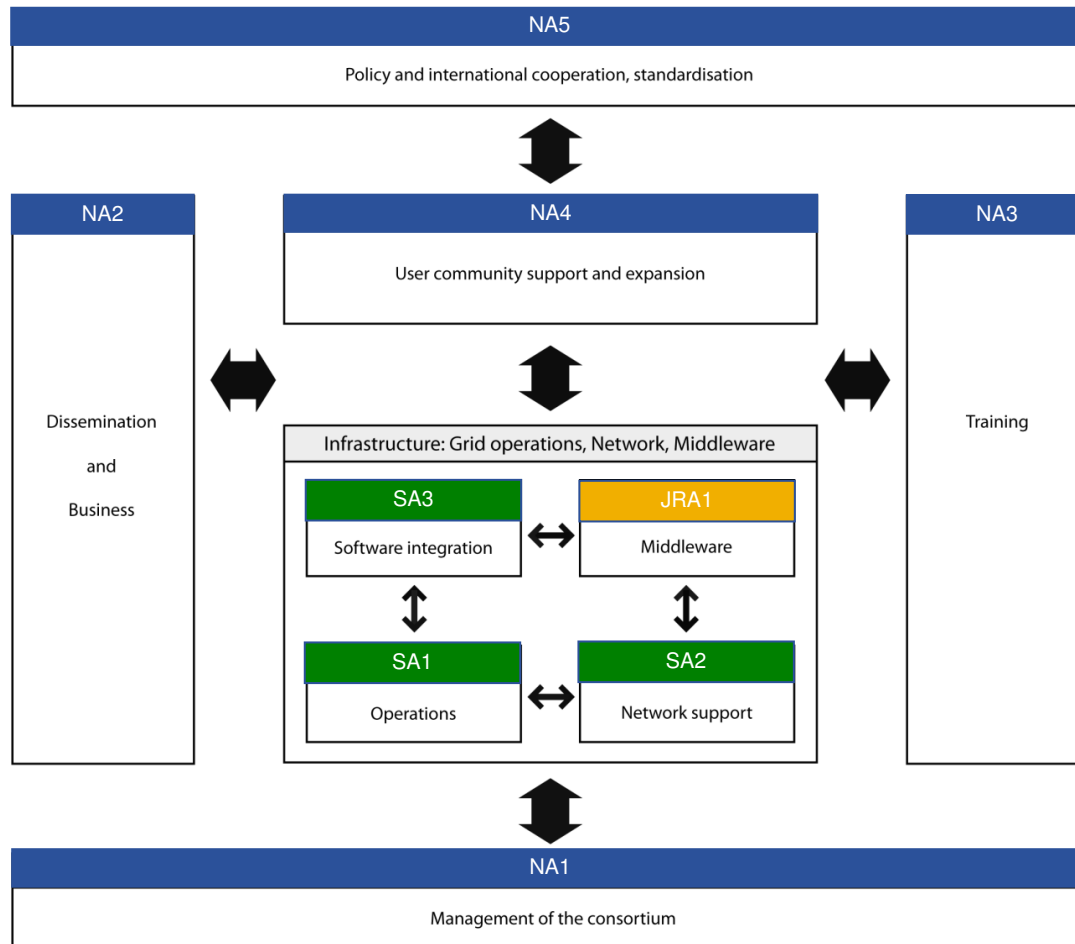 NA5
Policy and international cooperation, standardisation
NA2
Dissemination
and
Business
NA4
User community support and expansion
NA3
Training
Infrastructure: Grid operations, Network, Middleware
SA3
Software integration
JRA1
Middleware
SA1
Operations
SA2
Network support
NA1
Management of the consortium